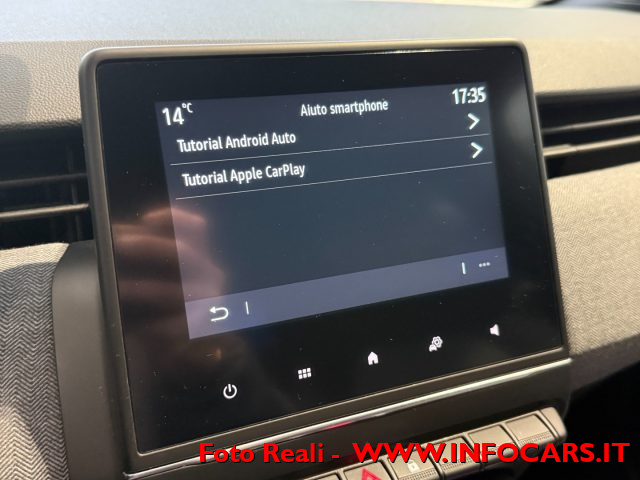 14°C Aiuto smartphone 17:35
Tutorial Android Auto
Tutorial Apple CarPlay
Foto Reali - WWW.INFOCARS.IT